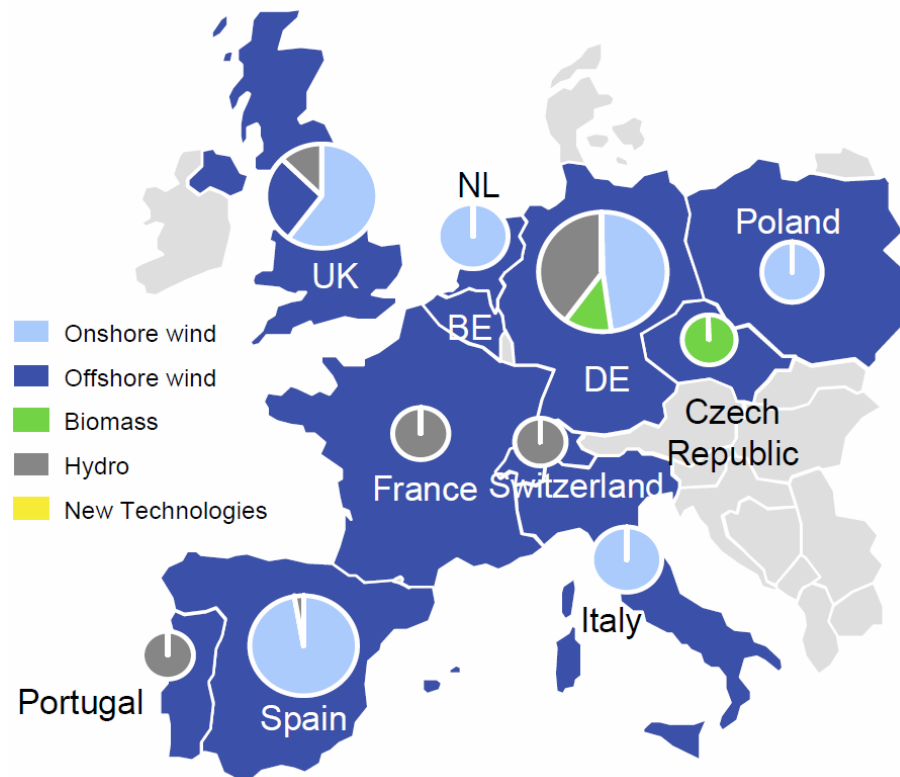 NL
Poland
UK
BE
DE
Onshore wind
Offshore wind
Biomass
Hydro
New Technologies
Czech
Republic
France
Switzerland
Italy
Portugal
Spain